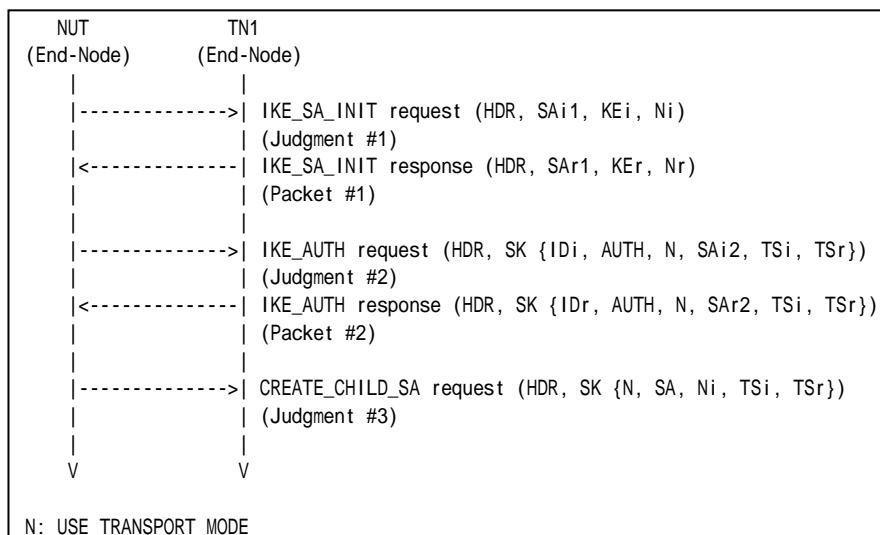 NUT TN1
(End-Node) (End-Node)
| |
|-------------->| IKE_SA_INIT request (HDR, SAi1, KEi, Ni)
| | (Judgment #1)
|<--------------| IKE_SA_INIT response (HDR, SAr1, KEr, Nr)
| | (Packet #1)
| |
|-------------->| IKE_AUTH request (HDR, SK {IDi, AUTH, N, SAi2, TSi, TSr})
| | (Judgment #2)
|<--------------| IKE_AUTH response (HDR, SK {IDr, AUTH, N, SAr2, TSi, TSr})
| | (Packet #2)
| |
|-------------->| CREATE_CHILD_SA request (HDR, SK {N, SA, Ni, TSi, TSr})
| | (Judgment #3)
| |
V V
N: USE TRANSPORT MODE